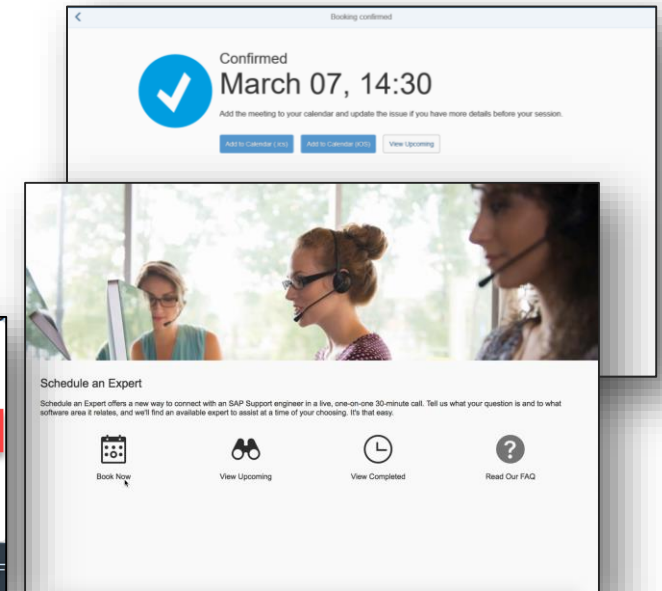 Booking confirmed
Confirmed
March 07, 14:30
Add the meeting to your calendar and update the issue if you have more details before your session.
Add to Calendar (.ics)
Add to Calendar (iOS)
View Upcoming
Schedule an Expert
Schedule an Expert offers a new way to connect with an SAP Support engineer in a live, one-on-one 30-minute call. Tell us what your question is and to what
software area it relates, and we'll find an available expert to assist at a time of your choosing. It's that easy.
Book Now
View Upcoming
View Completed
Read Our FAQ